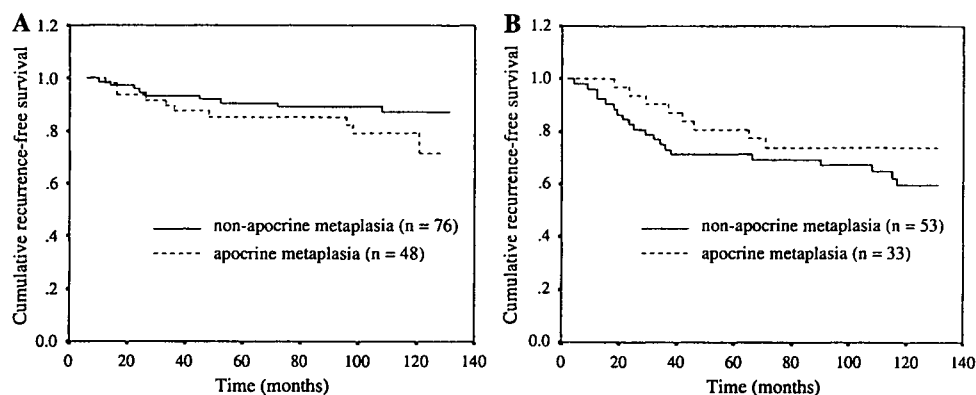 A
Cumulative recurrence-free survival
1.2
1.0
.8
.6
.4
.2
0.0
non-apocrine metaplasia (n = 76)
apocrine metaplasia (n = 48)
0 20 40 60 80 100 120 140
Time (months)
B
Cumulative recurrence-free survival
1.2
1.0
.8
.6
.4
.2
0.0
non-apocrine metaplasia (n = 53)
apocrine metaplasia (n = 33)
0 20 40 60 80 100 120 140
Time (months)